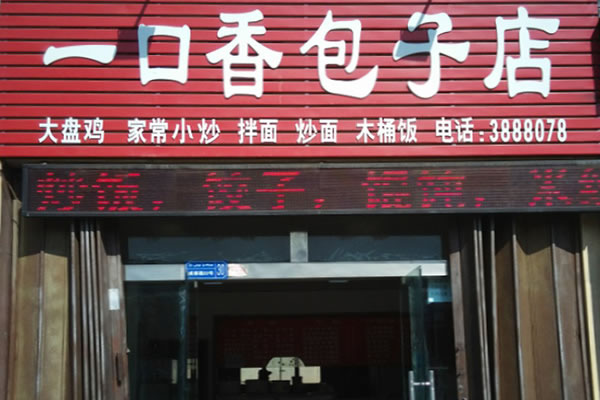 一口香包子店
大盘鸡 家常小炒 拌面 炒面 木桶饭 电话:3888078
炒饭，饺子，馄饨，米线